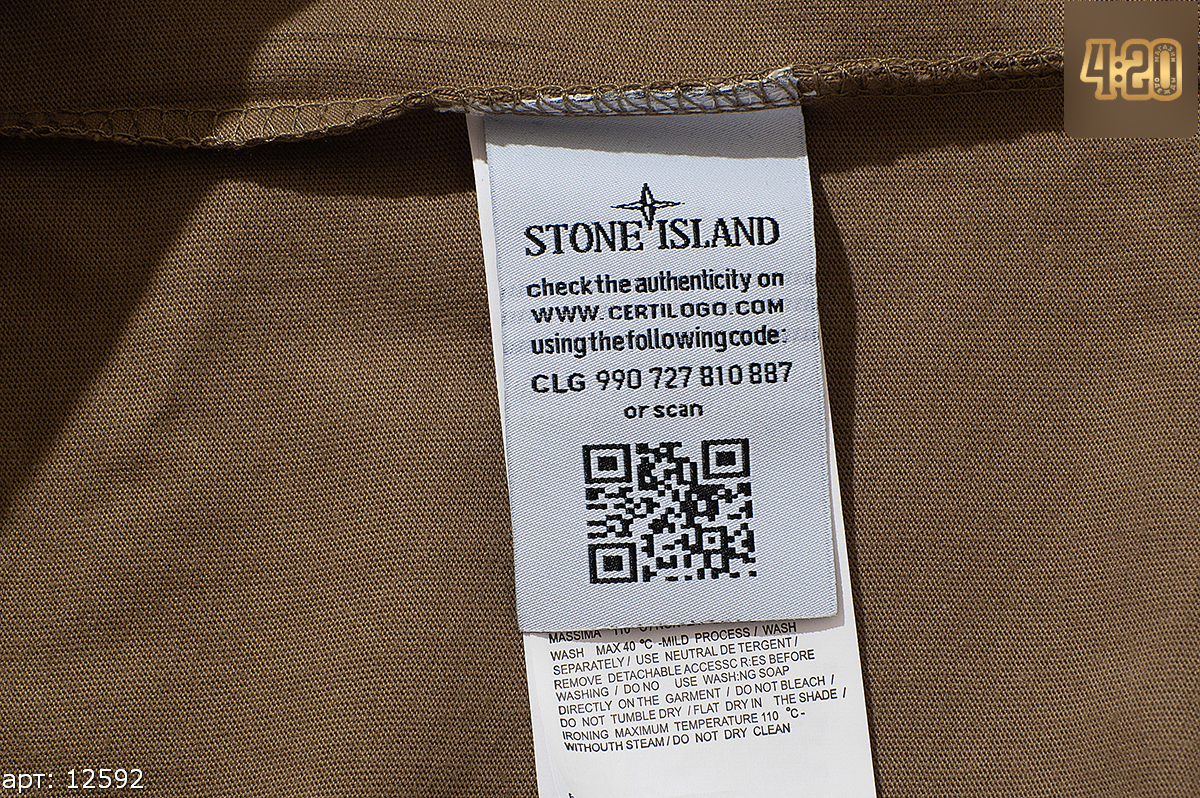 4:20
STONE ISLAND
check the authenticity on
WWW.CERTILOGO.COM
using the following code:
CLG 990 727 810 887
or scan
MASSIMA 110
WASH MAX 40 °C -MILD PROCESS / WASH
SEPARATELY / USE NEUTRAL DE TERGENT /
REMOVE DETACHABLE ACCESSC R:ES BEFORE
WASHING / DO NO USE WASH:NG SOAP
DIRECTLY ON THE GARMENT / DO NOT BLEACH /
DO NOT TUMBLE DRY / FLAT DRY IN THE SHADE /
IRONING MAXIMUM TEMPERATURE 110 °C-
WITHOUTH STEAM / DO NOT DRY CLEAN
арт: 12592